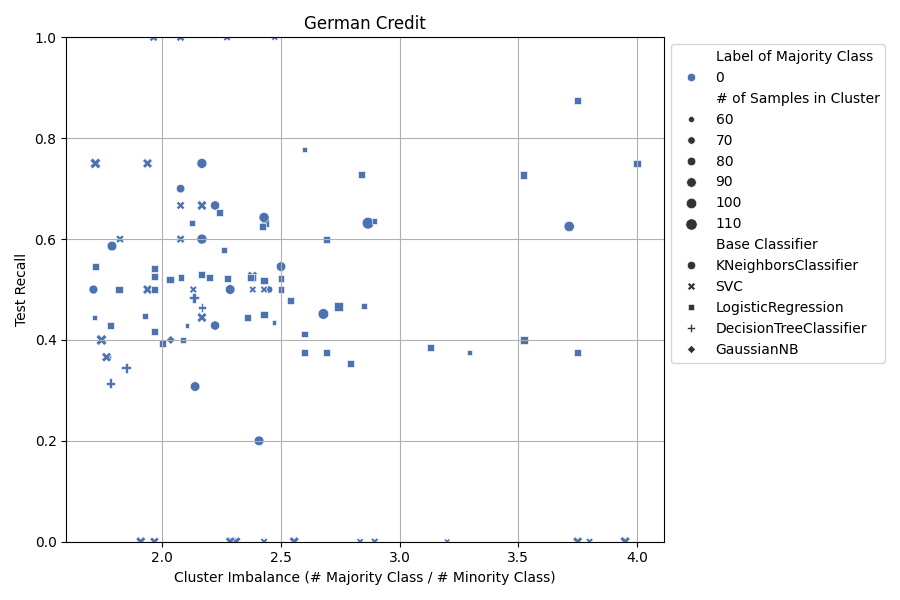 German Credit
1.0
0.8
0.6
0.4
0.2
0.0
Test Recall
2.0
2.5
3.0
3.5
4.0
Cluster Imbalance (# Majority Class / # Minority Class)
Label of Majority Class
0
# of Samples in Cluster
60
70
80
90
100
110
Base Classifier
KNeighborsClassifier
SVC
LogisticRegression
DecisionTreeClassifier
GaussianNB